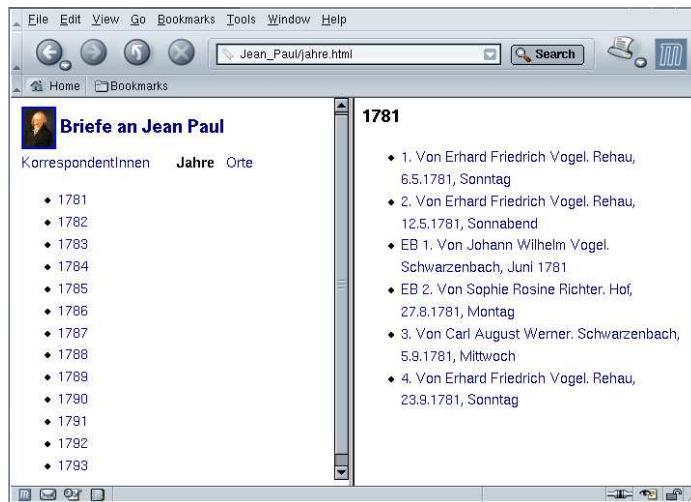 File Edit View Go Bookmarks Tools Window Help
Jean_Paul/jahre.html
Search
Home Bookmarks
Briefe an Jean Paul
KorrespondentInnen Jahre Orte
1781
1782
1783
1784
1785
1786
1787
1788
1789
1790
1791
1792
1793
1781
1. Von Erhard Friedrich Vogel. Rehau,
6.5.1781, Sonntag
2. Von Erhard Friedrich Vogel. Rehau,
12.5.1781, Sonnabend
EB 1. Von Johann Wilhelm Vogel.
Schwarzenbach, Juni 1781
EB 2. Von Sophie Rosine Richter. Hof,
27.8.1781, Montag
3. Von Carl August Werner. Schwarzenbach,
5.9.1781, Mittwoch
4. Von Erhard Friedrich Vogel. Rehau,
23.9.1781, Sonntag